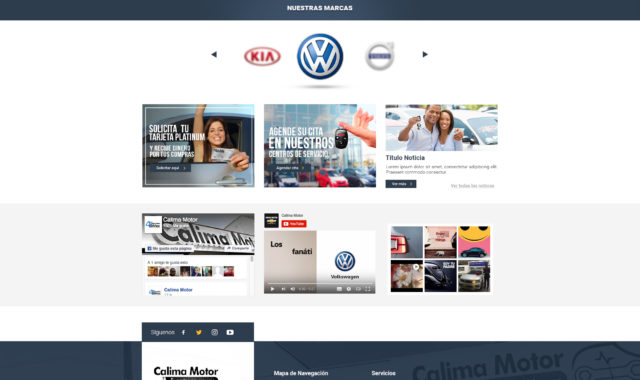 NUESTRAS MARCAS
KIA
SOLICITA TU
TARJETA PLATINUM
Y RECIBE DINERO
POR TUS COMPRAS
Solicitar aquí
AGENDE SU CITA
EN NUESTROS
CENTROS DE SERVICIO
Agendar cita
Título Noticia
Lorem ipsum dolor sit amet, consectetur adipiscing elit.
Praesent commodo consectetur
Ver más
Ver todas las noticias
Calima Motor
Me gusta esta página
Compartir
A 1 amigo le gusta esto
Calima Motor
Calima Motor
YouTube
Los
fanáti
Volkswagen
Síguenos
Calima Motor
Mapa de Navegación
Servicios
Calima Motor